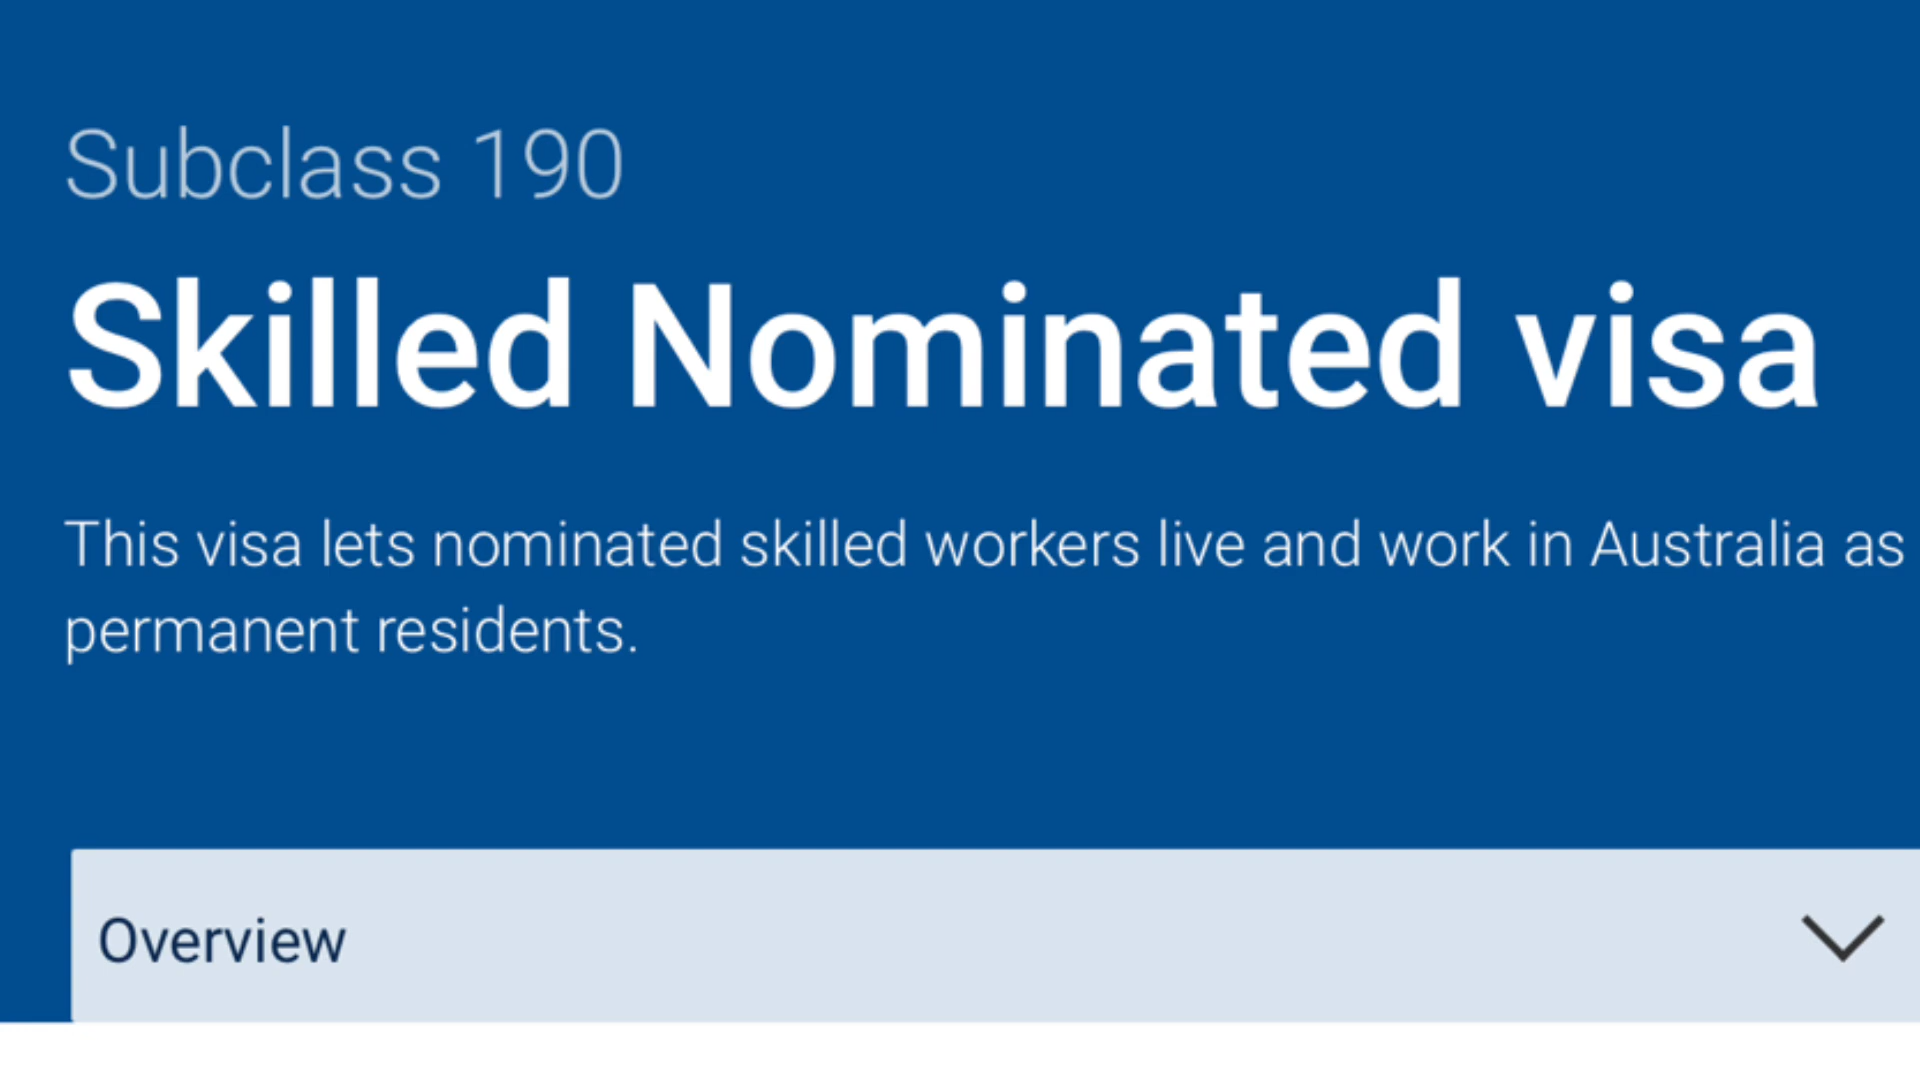 Subclass 190
Skilled Nominated visa
This visa lets nominated skilled workers live and work in Australia as
permanent residents.
Overview